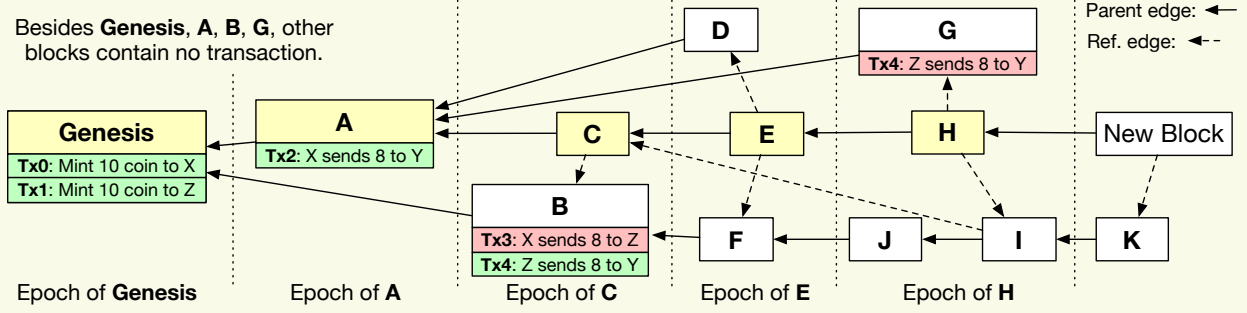 Besides Genesis, A, B, G, other
blocks contain no transaction.
Parent edge:
Ref. edge:
D
G
Tx4: Z sends 8 to Y
Genesis
Tx0: Mint 10 coin to X
Tx1: Mint 10 coin to Z
A
Tx2: X sends 8 to Y
C
E
H
New Block
B
Tx3: X sends 8 to Z
Tx4: Z sends 8 to Y
F
J
I
K
Epoch of Genesis
Epoch of A
Epoch of C
Epoch of E
Epoch of H